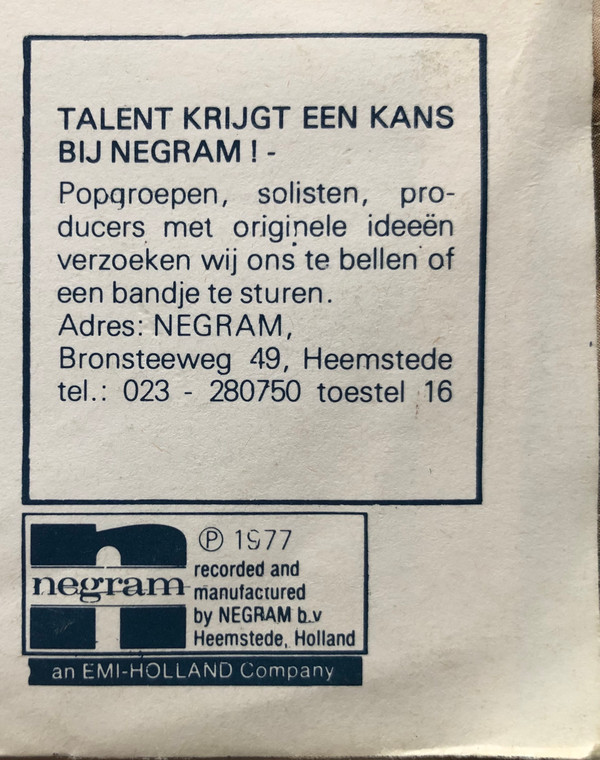 TALENT KRIJGT EEN KANS
BIJ NEGRAM ! -
Popgroepen, solisten, pro-
ducers met originele ideeën
verzoeken wij ons te bellen of
een bandje te sturen.
Adres: NEGRAM,
Bronsteeweg 49, Heemstede
tel.: 023 - 280750 toestel 16
negram
℗ 1977
recorded and
manufactured
by NEGRAM b.v
Heemstede, Holland
an EMI-HOLLAND Company